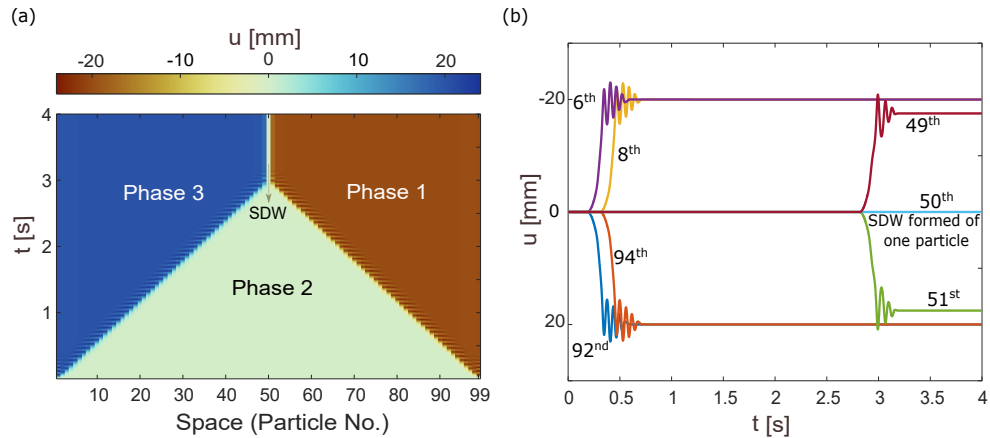 (a)
u [mm]
-20 -10 0 10 20
t [s]
4
3
2
1
Phase 3
Phase 1
SDW
Phase 2
10 20 30 40 50 60 70 80 90 99
Space (Particle No.)
(b)
u [mm]
-20
0
20
6th
8th
49th
50th
SDW formed of
one particle
94th
51st
92nd
0 0.5 1 1.5 2 2.5 3 3.5 4
t [s]